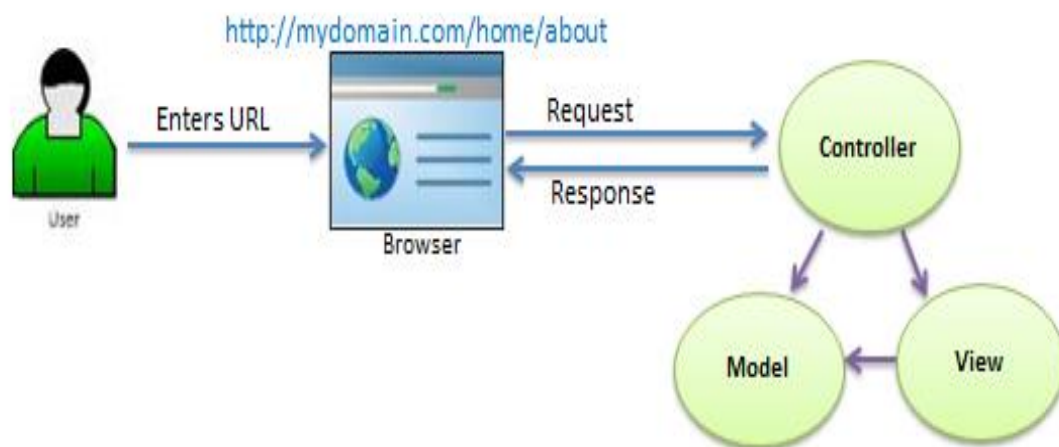 http://mydomain.com/home/about
Enters URL
Request
Controller
Response
User
Browser
Model
View